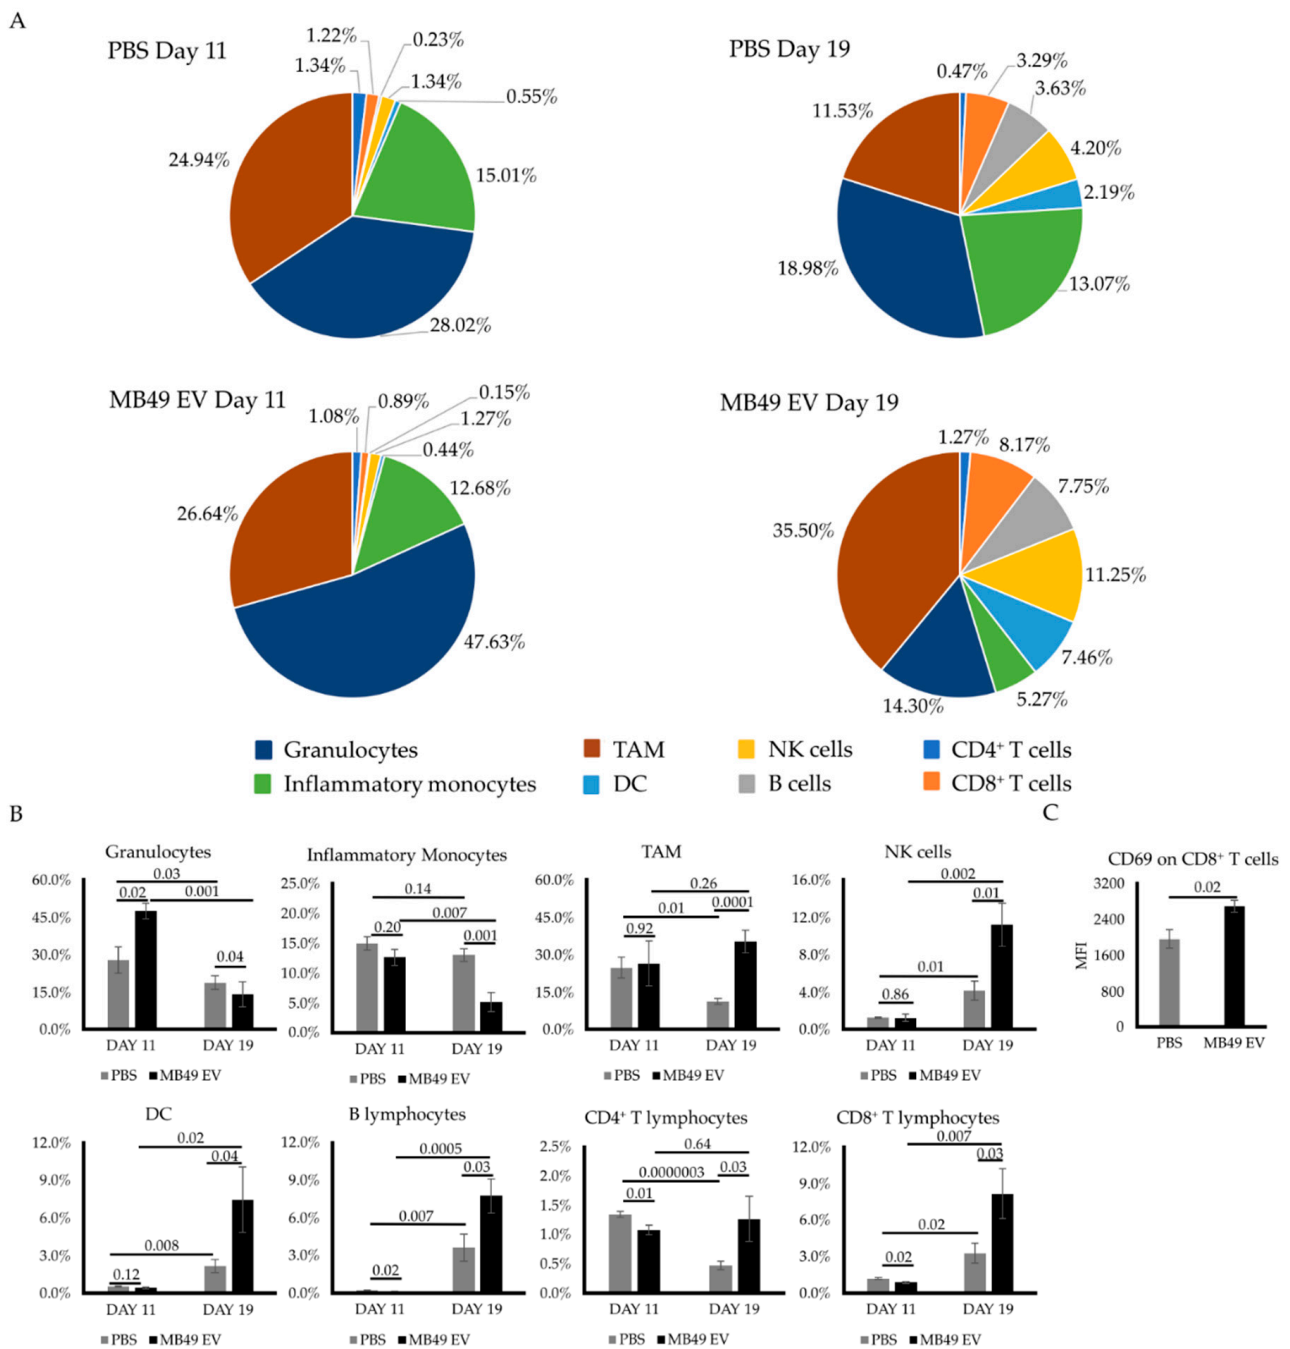 A
PBS Day 11
1.22%
0.23%
1.34%
1.34%
0.55%
24.94%
15.01%
28.02%
PBS Day 19
0.47%
3.29%
3.63%
11.53%
4.20%
2.19%
18.98%
13.07%
MB49 EV Day 11
1.08%
0.89%
0.15%
1.27%
0.44%
12.68%
26.64%
47.63%
MB49 EV Day 19
1.27%
8.17%
7.75%
35.50%
11.25%
7.46%
5.27%
14.30%
Granulocytes
TAM
NK cells
CD4+ T cells
Inflammatory monocytes
DC
B cells
CD8+ T cells
B
Granulocytes
60.0%
45.0%
30.0%
15.0%
0.0%
0.03
0.02
0.001
0.04
DAY 11
DAY 19
PBS
MB49 EV
Inflammatory Monocytes
25.0%
20.0%
15.0%
10.0%
5.0%
0.0%
0.14
0.007
0.20
0.001
DAY 11
DAY 19
PBS
MB49 EV
TAM
60.0%
45.0%
30.0%
15.0%
0.0%
0.26
0.01
0.0001
0.92
DAY 11
DAY 19
PBS
MB49 EV
NK cells
16.0%
12.0%
8.0%
4.0%
0.0%
0.002
0.01
0.01
0.86
DAY 11
DAY 19
PBS
MB49 EV
C
CD69 on CD8+ T cells
MFI
3200
2400
1600
800
0
0.02
PBS
MB49 EV
DC
12.0%
9.0%
6.0%
3.0%
0.0%
0.02
0.04
0.008
0.12
DAY 11
DAY 19
PBS
MB49 EV
B lymphocytes
12.0%
9.0%
6.0%
3.0%
0.0%
0.0005
0.03
0.007
0.02
DAY 11
DAY 19
PBS
MB49 EV
CD4+ T lymphocytes
2.5%
2.0%
1.5%
1.0%
0.5%
0.0%
0.64
0.0000003
0.03
0.01
DAY 11
DAY 19
PBS
MB49 EV
CD8+ T lymphocytes
12.0%
9.0%
6.0%
3.0%
0.0%
0.007
0.03
0.02
0.02
DAY 11
DAY 19
PBS
MB49 EV